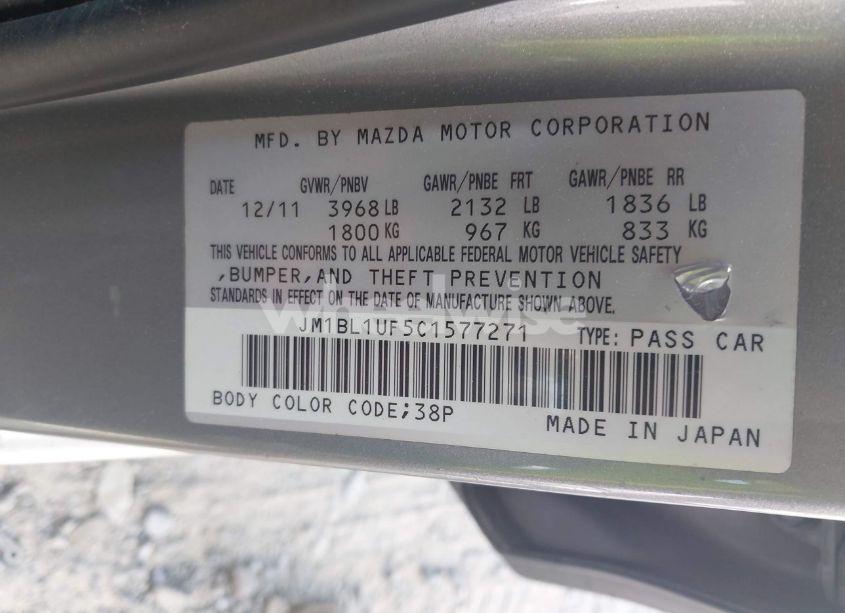 MFD. BY MAZDA MOTOR CORPORATION
DATE GVWR/PNBV GAWR/PNBE FRT GAWR/PNBE RR
12/11 3968 LB 2132 LB 1836 LB
1800 KG 967 KG 833 KG
THIS VEHICLE CONFORMS TO ALL APPLICABLE FEDERAL MOTOR VEHICLE SAFETY
,BUMPER,AND THEFT PREVENTION
STANDARDS IN EFFECT ON THE DATE OF MANUFACTURE SHOWN ABOVE.
wheelwise
JM1BL1UF5C1577271 TYPE: PASS CAR
BODY COLOR CODE;38P
MADE IN JAPAN